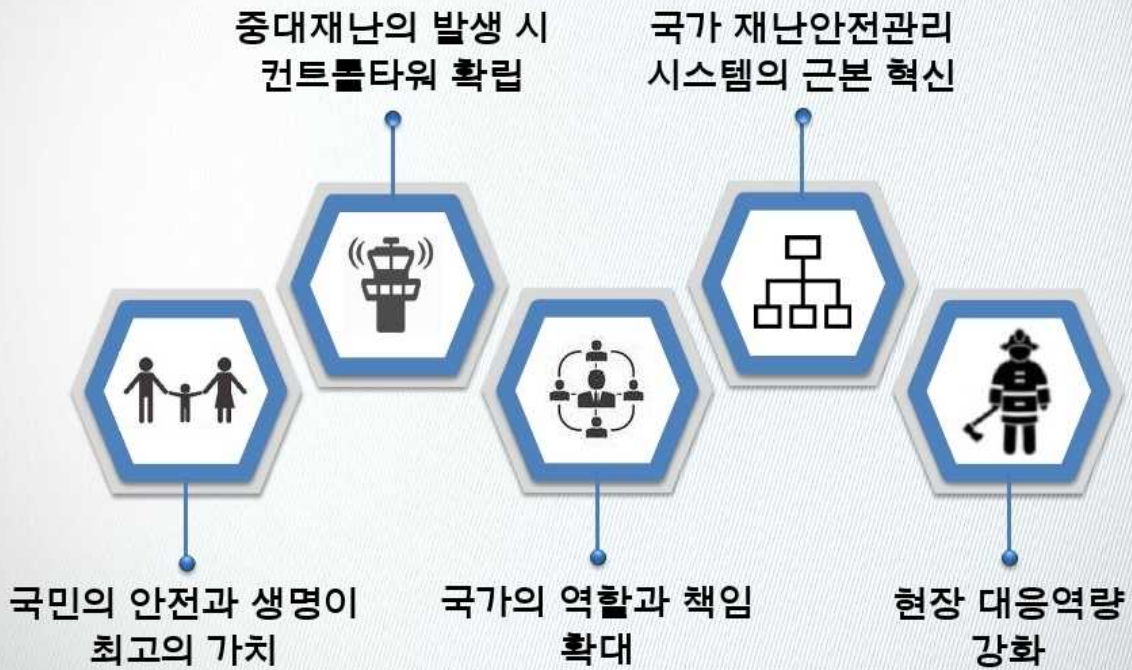 중대재난의 발생 시
컨트롤타워 확립
국가 재난안전관리
시스템의 근본 혁신
국민의 안전과 생명이
최고의 가치
국가의 역할과 책임
확대
현장 대응역량
강화